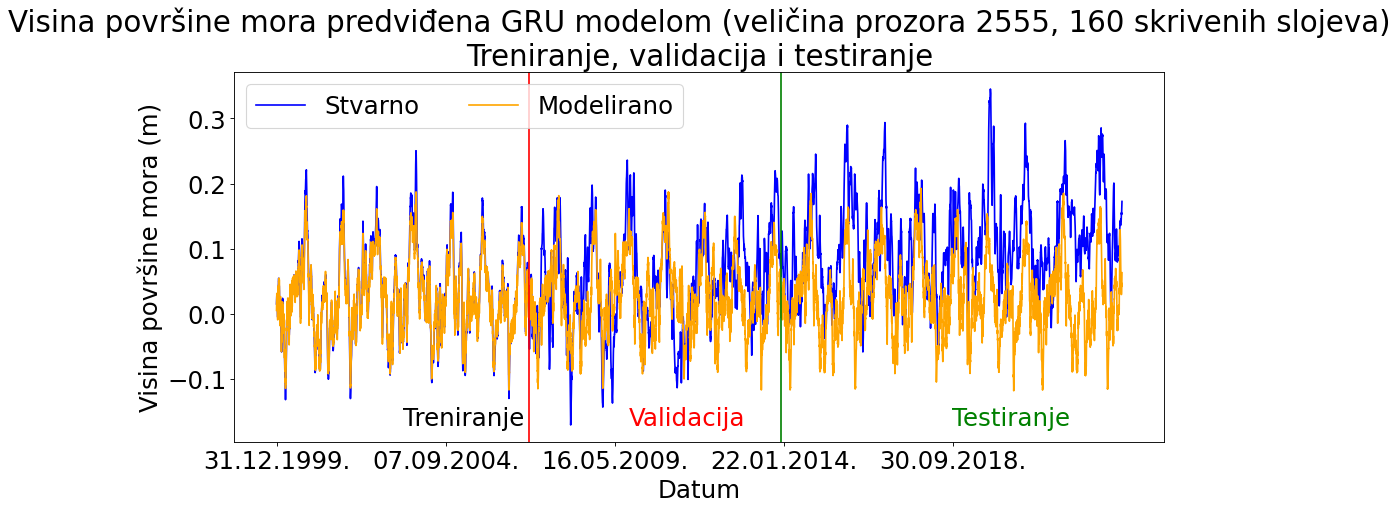 Visina površine mora predviđena GRU modelom (veličina prozora 2555, 160 skrivenih slojeva)
Treniranje, validacija i testiranje
Stvarno
Modelirano
Visina površine mora (m)
0.3
0.2
0.1
0.0
−0.1
Treniranje
Validacija
Testiranje
31.12.1999.
07.09.2004.
16.05.2009.
22.01.2014.
30.09.2018.
Datum